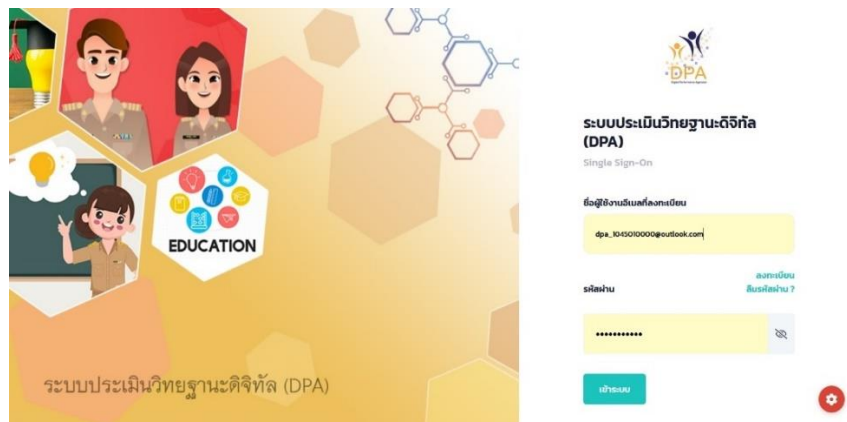 EDUCATION
ระบบประเมินวิทยฐานะดิจิทัล (DPA)
DPA
ระบบประเมินวิทยฐานะดิจิทัล
(DPA)
Single Sign-On
ชื่อผู้ใช้งานอีเมลที่ลงทะเบียน
dpa_1045010000@outlook.com
ลงทะเบียน
รหัสผ่าน ลืมรหัสผ่าน ?
•••••••••••
เข้าระบบ